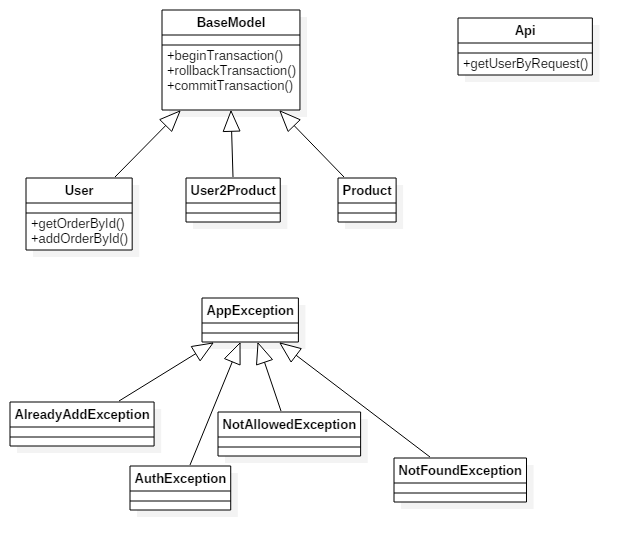 BaseModel
+beginTransaction()
+rollbackTransaction()
+commitTransaction()
Api
+getUserByRequest()
User
+getOrderById()
+addOrderById()
User2Product
Product
AppException
AlreadyAddException
NotAllowedException
AuthException
NotFoundException